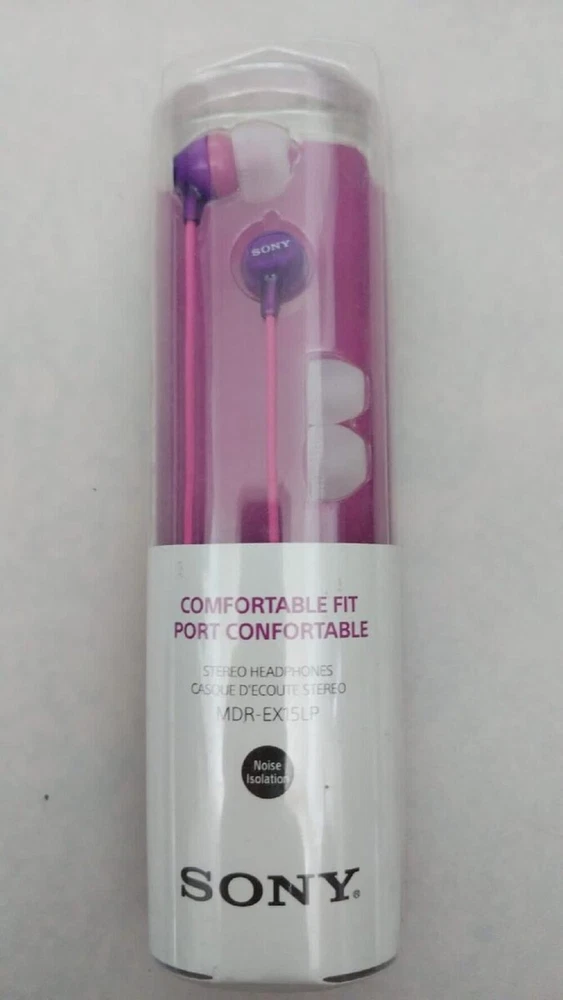 SONY
COMFORTABLE FIT
PORT CONFORTABLE
STEREO HEADPHONES
CASQUE D'ECOUTE STEREO
MDR-EX15LP
Noise
Isolation
SONY®